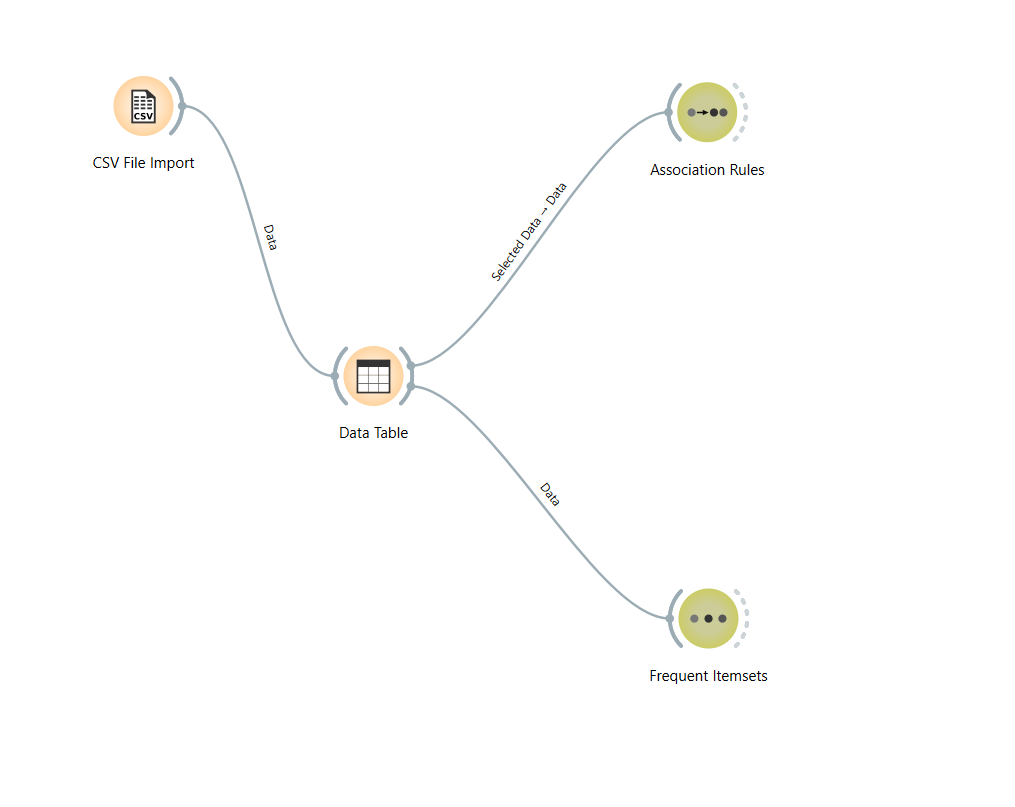 CSV
CSV File Import
Data
Data Table
Selected Data → Data
Association Rules
Data
Frequent Itemsets